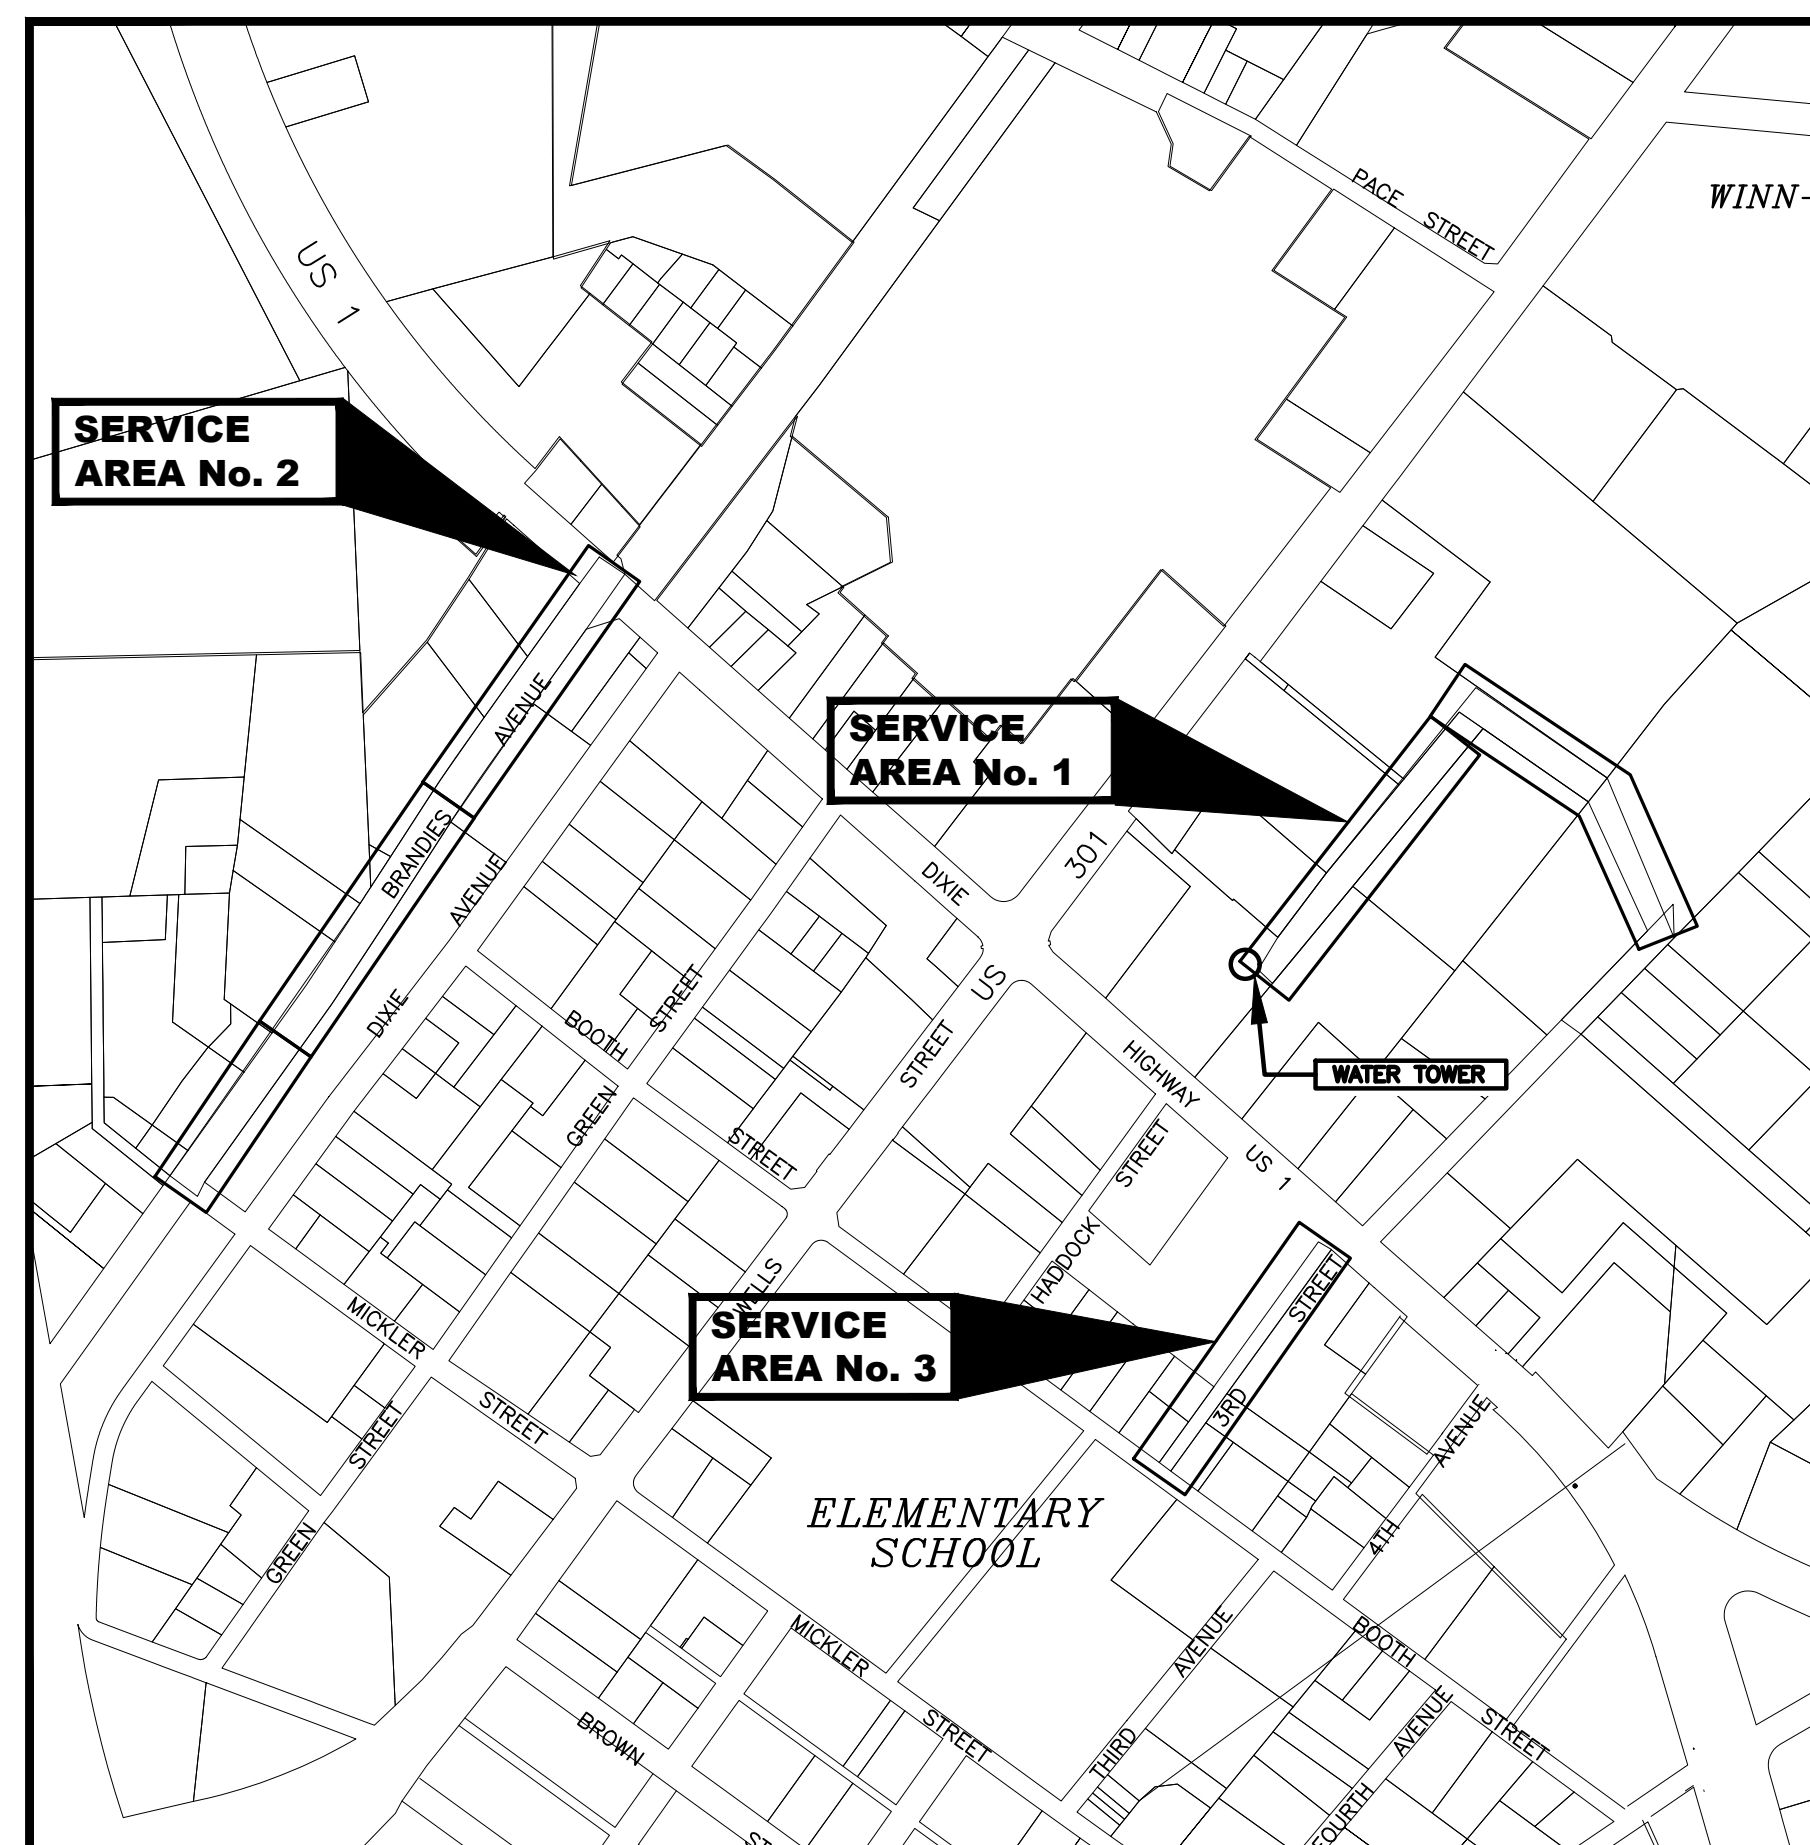 PACE STREET
WINN-
US 1
SERVICE
AREA No. 2
SERVICE
AREA No. 1
BRANDIES AVENUE
DIXIE AVENUE
301
DIXIE
US
HIGHWAY
US 1
WATER TOWER
BOOTH
STREET
GREEN STREET
STREET
WELLS
THADDOCK STREET
SERVICE
AREA No. 3
3RD STREET
MICKLER
STREET
GREEN STREET
4TH AVENUE
ELEMENTARY
SCHOOL
MICKLER
STREET
BOOTH
STREET
THIRD AVENUE
FOURTH AVENUE
BROWN